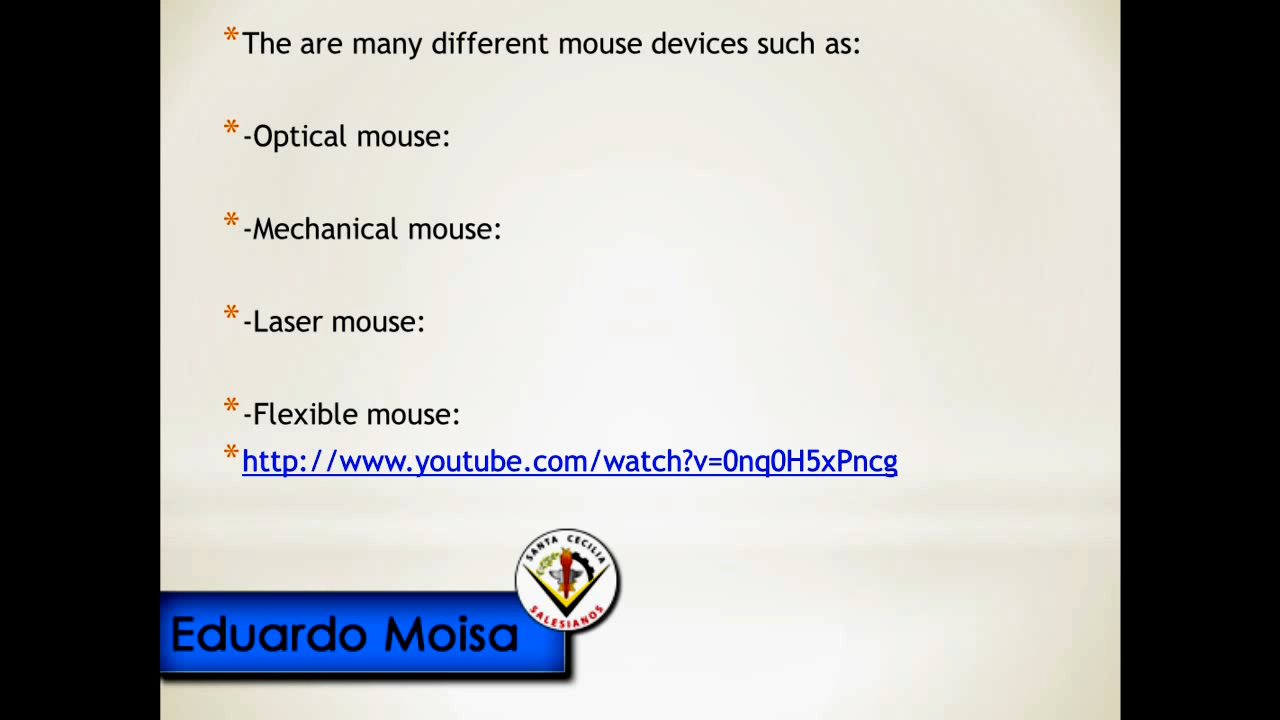 * The are many different mouse devices such as:
* -Optical mouse:
* -Mechanical mouse:
* -Laser mouse:
* -Flexible mouse:
* http://www.youtube.com/watch?v=0nq0H5xPncg
SANTA CECILIA
SALESIANOS
Eduardo Moisa